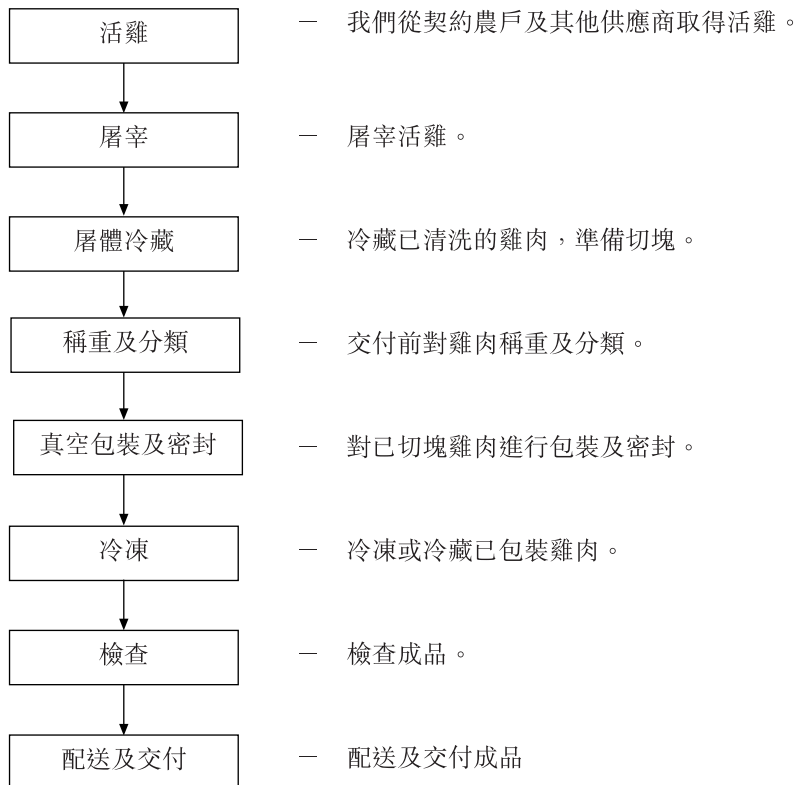 活雞 — 我們從契約農戶及其他供應商取得活雞。
屠宰 — 屠宰活雞。
屠體冷藏 — 冷藏已清洗的雞肉，準備切塊。
稱重及分類 — 交付前對雞肉稱重及分類。
真空包裝及密封 — 對已切塊雞肉進行包裝及密封。
冷凍 — 冷凍或冷藏已包裝雞肉。
檢查 — 檢查成品。
配送及交付 — 配送及交付成品